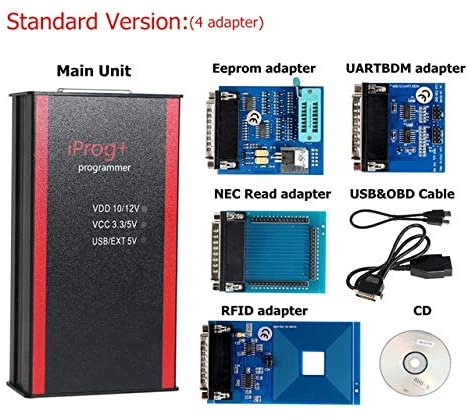 Standard Version:(4 adapter)
Main Unit
Eeprom adapter
UARTBDM adapter
iProg+
programmer
VDD 10/12V
VCC 3.3/5V
USB/EXT 5V
NEC Read adapter
USB&OBD Cable
RFID adapter
CD